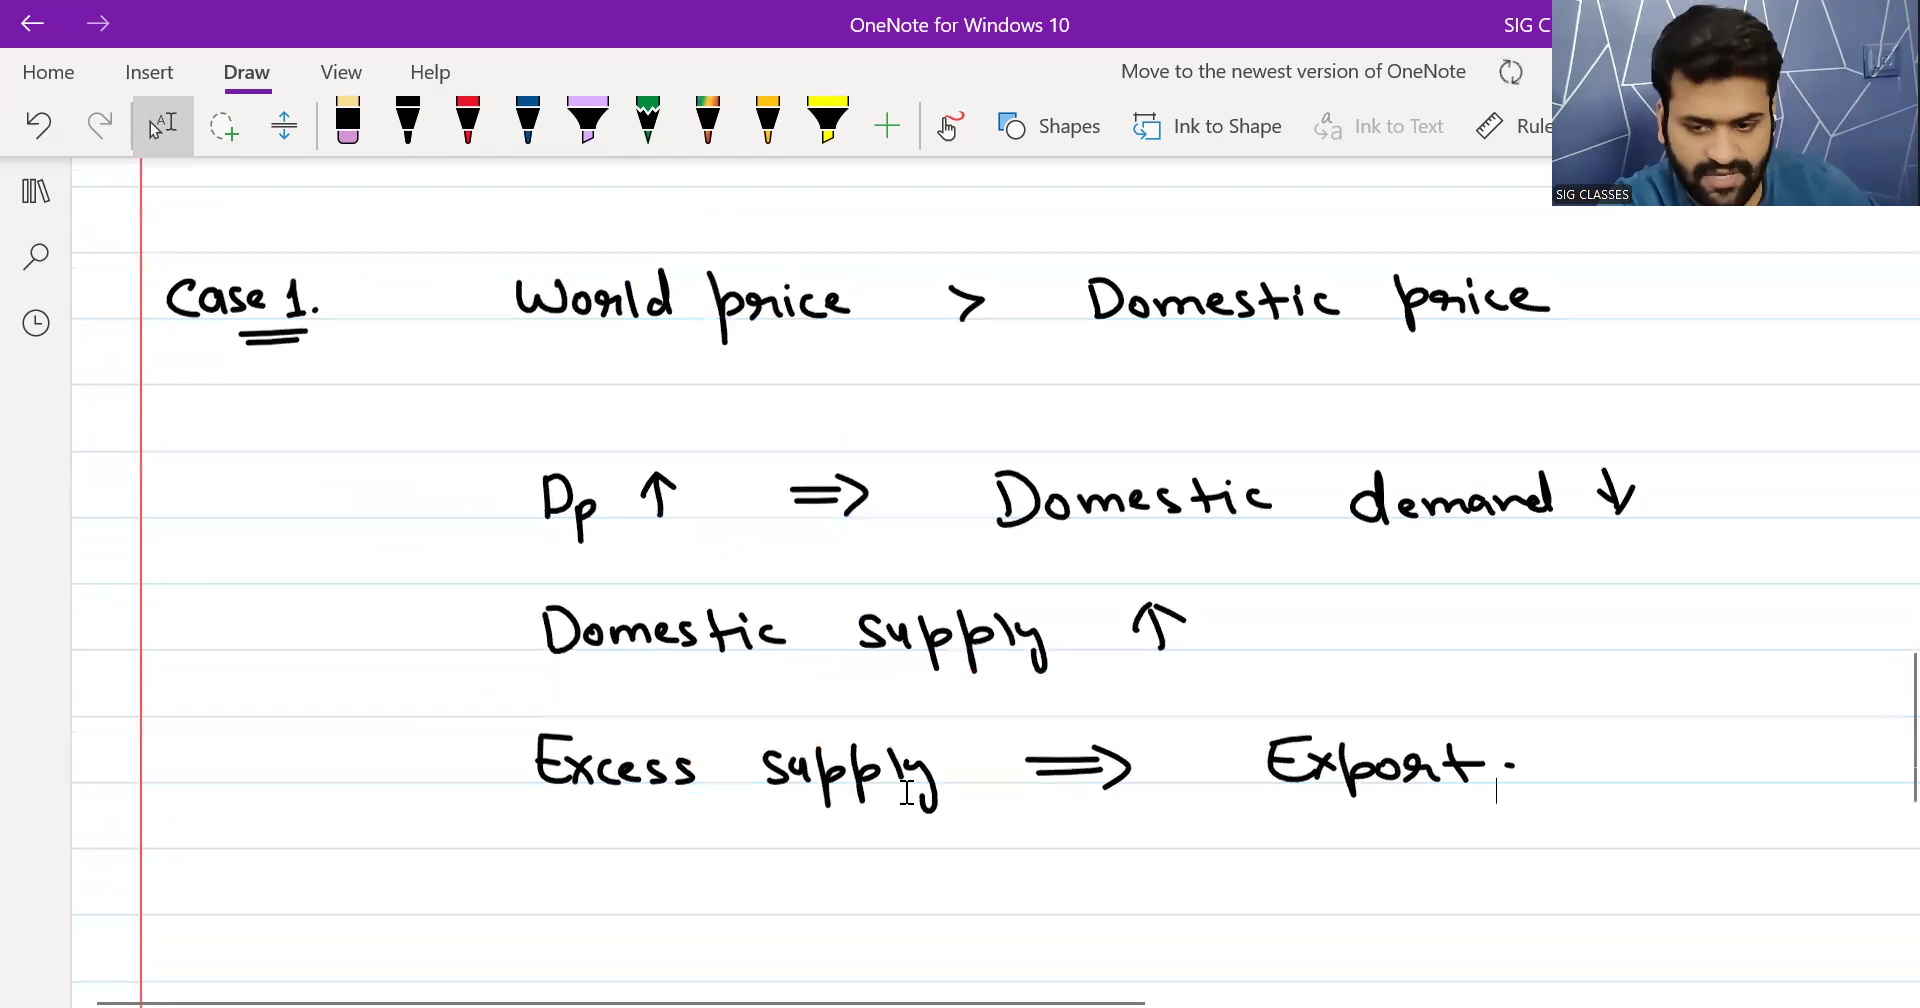 OneNote for Windows 10
SIG C
Home Insert Draw View Help
Move to the newest version of OneNote
Shapes Ink to Shape Ink to Text Rule
SIG CLASSES
Case 1. World price > Domestic price
Dp ↑ ⇒ Domestic demand ↓
Domestic supply ↑
Excess supply ⇒ Export.